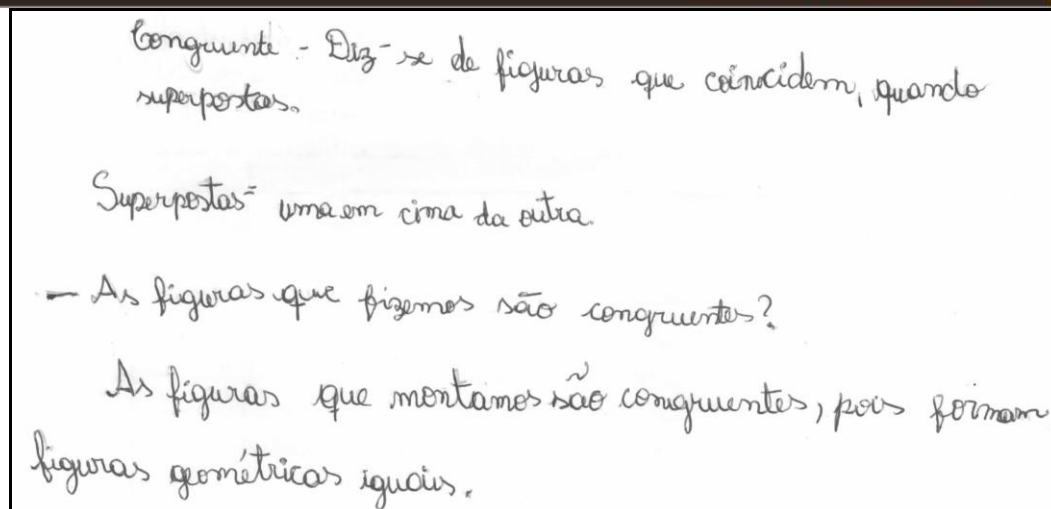 Congruente - Diz-se de figuras que coincidem, quando
superpostas.
Superpostas= uma em cima da outra.
- As figuras que fizemos são congruentes?
As figuras que montamos são congruentes, pois formam
figuras geométricas iguais.